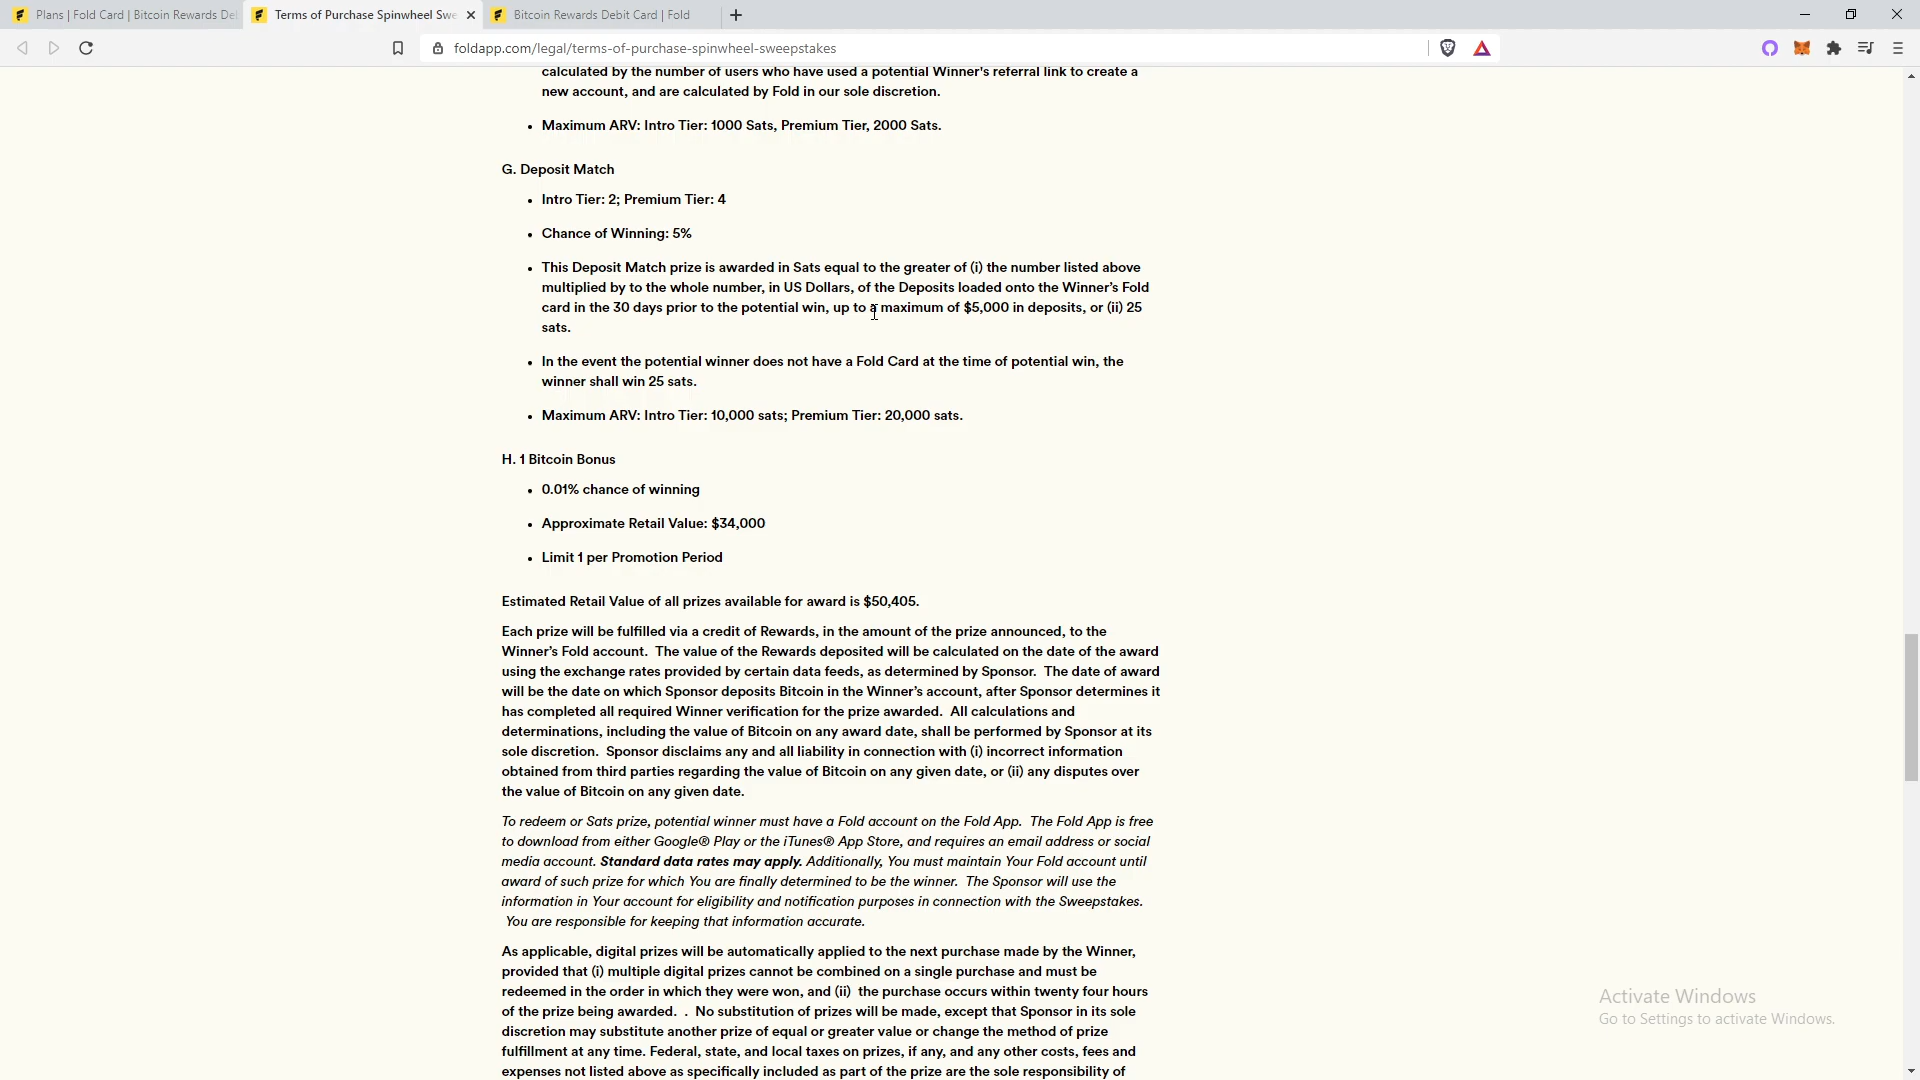 Plans | Fold Card | Bitcoin Rewards De
Terms of Purchase Spinwheel Swe
Bitcoin Rewards Debit Card | Fold
foldapp.com/legal/terms-of-purchase-spinwheel-sweepstakes
calculated by the number of users who have used a potential Winner's referral link to create a
new account, and are calculated by Fold in our sole discretion.
• Maximum ARV: Intro Tier: 1000 Sats, Premium Tier, 2000 Sats.
G. Deposit Match
• Intro Tier: 2; Premium Tier: 4
• Chance of Winning: 5%
• This Deposit Match prize is awarded in Sats equal to the greater of (i) the number listed above
multiplied by to the whole number, in US Dollars, of the Deposits loaded onto the Winner's Fold
card in the 30 days prior to the potential win, up to a maximum of $5,000 in deposits, or (ii) 25
sats.
• In the event the potential winner does not have a Fold Card at the time of potential win, the
winner shall win 25 sats.
• Maximum ARV: Intro Tier: 10,000 sats; Premium Tier: 20,000 sats.
H. 1 Bitcoin Bonus
• 0.01% chance of winning
• Approximate Retail Value: $34,000
• Limit 1 per Promotion Period
Estimated Retail Value of all prizes available for award is $50,405.
Each prize will be fulfilled via a credit of Rewards, in the amount of the prize announced, to the
Winner's Fold account.  The value of the Rewards deposited will be calculated on the date of the award
using the exchange rates provided by certain data feeds, as determined by Sponsor.  The date of award
will be the date on which Sponsor deposits Bitcoin in the Winner's account, after Sponsor determines it
has completed all required Winner verification for the prize awarded.  All calculations and
determinations, including the value of Bitcoin on any award date, shall be performed by Sponsor at its
sole discretion.  Sponsor disclaims any and all liability in connection with (i) incorrect information
obtained from third parties regarding the value of Bitcoin on any given date, or (ii) any disputes over
the value of Bitcoin on any given date.
To redeem or Sats prize, potential winner must have a Fold account on the Fold App.  The Fold App is free
to download from either Google® Play or the iTunes® App Store, and requires an email address or social
media account. Standard data rates may apply. Additionally, You must maintain Your Fold account until
award of such prize for which You are finally determined to be the winner.  The Sponsor will use the
information in Your account for eligibility and notification purposes in connection with the Sweepstakes.
You are responsible for keeping that information accurate.
As applicable, digital prizes will be automatically applied to the next purchase made by the Winner,
provided that (i) multiple digital prizes cannot be combined on a single purchase and must be
redeemed in the order in which they were won, and (ii)  the purchase occurs within twenty four hours
of the prize being awarded. .  No substitution of prizes will be made, except that Sponsor in its sole
discretion may substitute another prize of equal or greater value or change the method of prize
fulfillment at any time. Federal, state, and local taxes on prizes, if any, and any other costs, fees and
expenses not listed above as specifically included as part of the prize are the sole responsibility of
Activate Windows
Go to Settings to activate Windows.